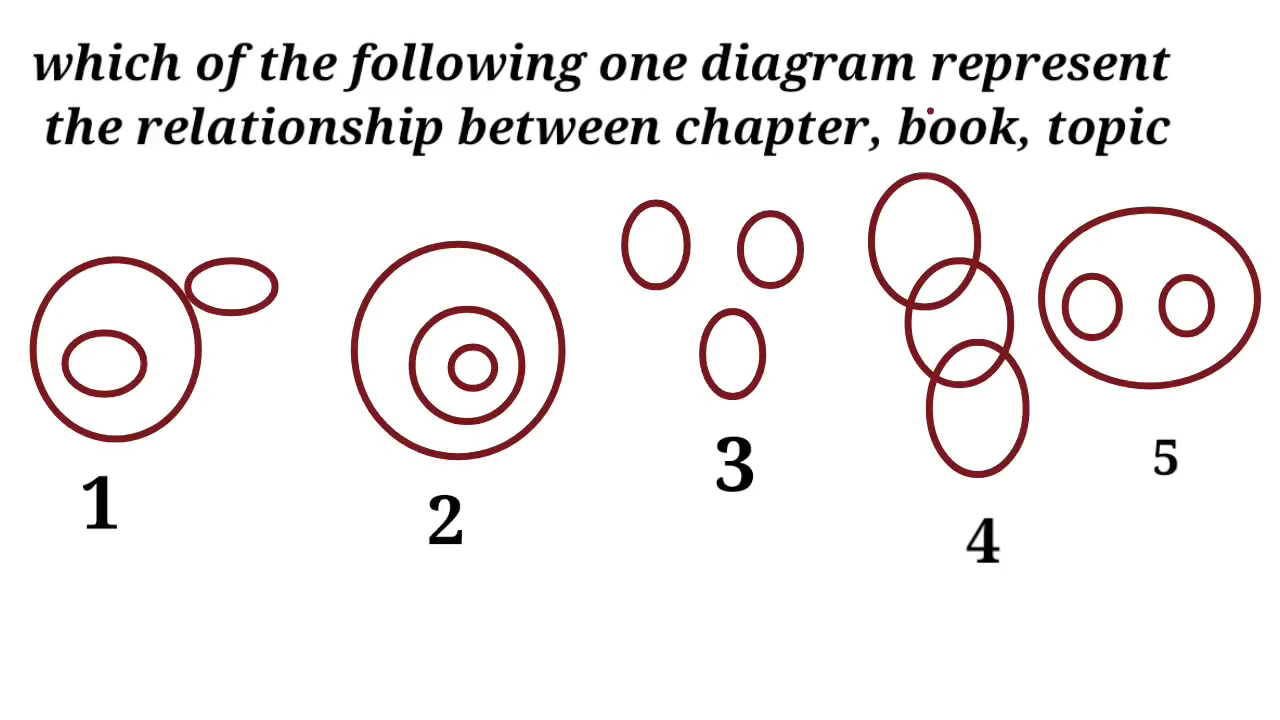 which of the following one diagram represent
the relationship between chapter, book, topic
1
2
3
4
5